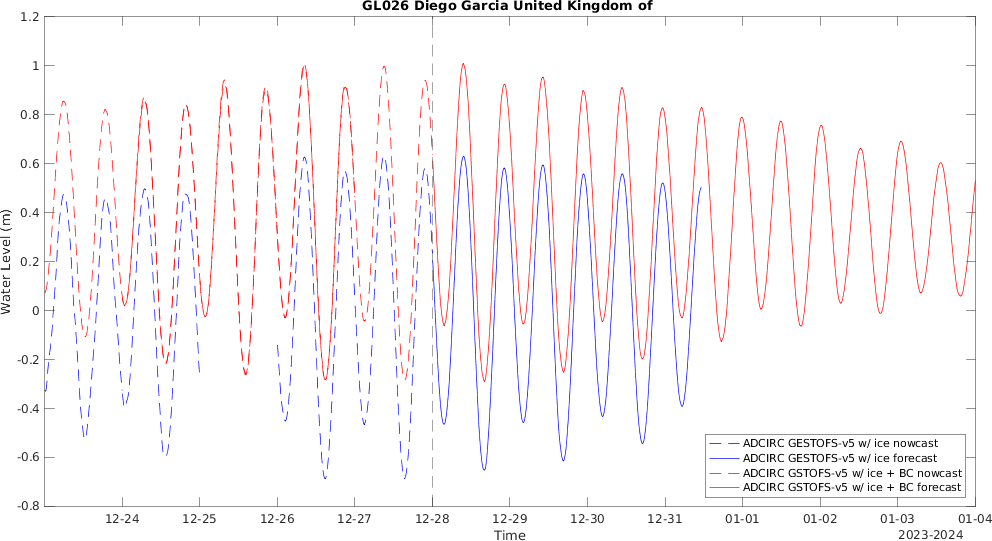 GL026 Diego Garcia United Kingdom of
1.2
1
0.8
0.6
0.4
0.2
0
-0.2
-0.4
-0.6
-0.8
Water Level (m)
ADCIRC GESTOFS-v5 w/ ice nowcast
ADCIRC GESTOFS-v5 w/ ice forecast
ADCIRC GSTOFS-v5 w/ ice + BC nowcast
ADCIRC GSTOFS-v5 w/ ice + BC forecast
12-24 12-25 12-26 12-27 12-28 12-29 12-30 12-31 01-01 01-02 01-03 01-04
Time
2023-2024